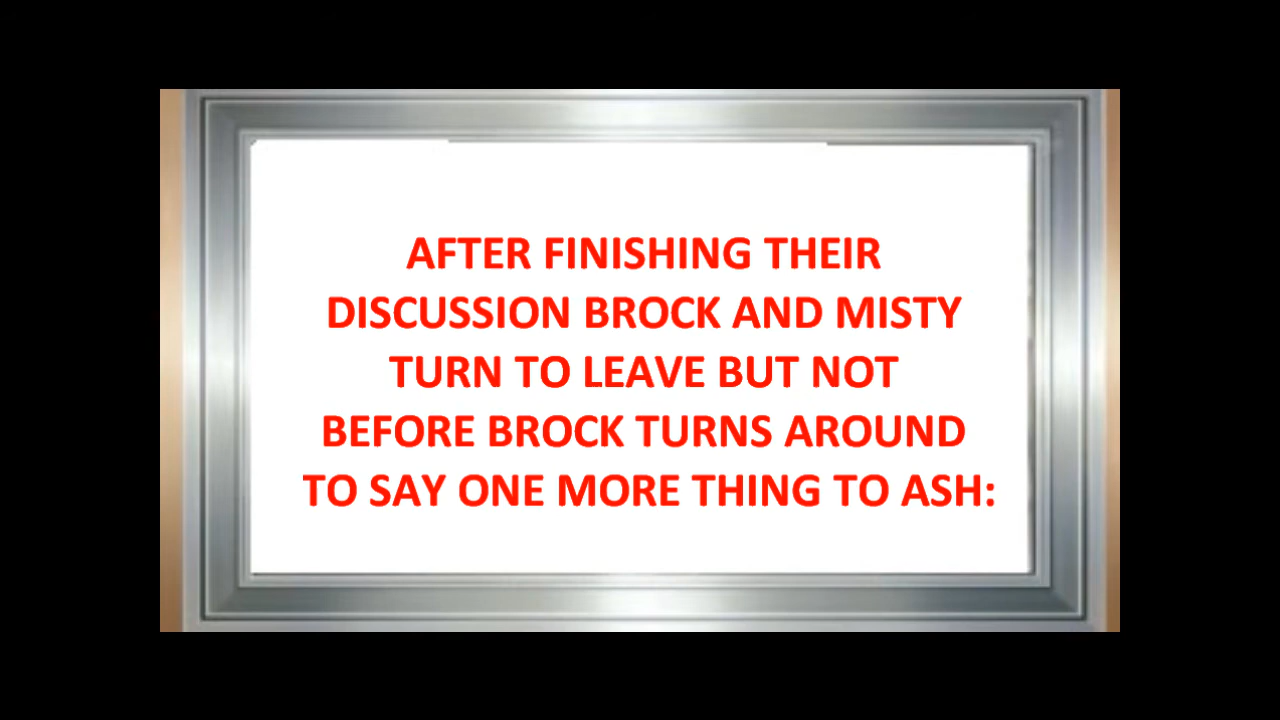 AFTER FINISHING THEIR
DISCUSSION BROCK AND MISTY
TURN TO LEAVE BUT NOT
BEFORE BROCK TURNS AROUND
TO SAY ONE MORE THING TO ASH: